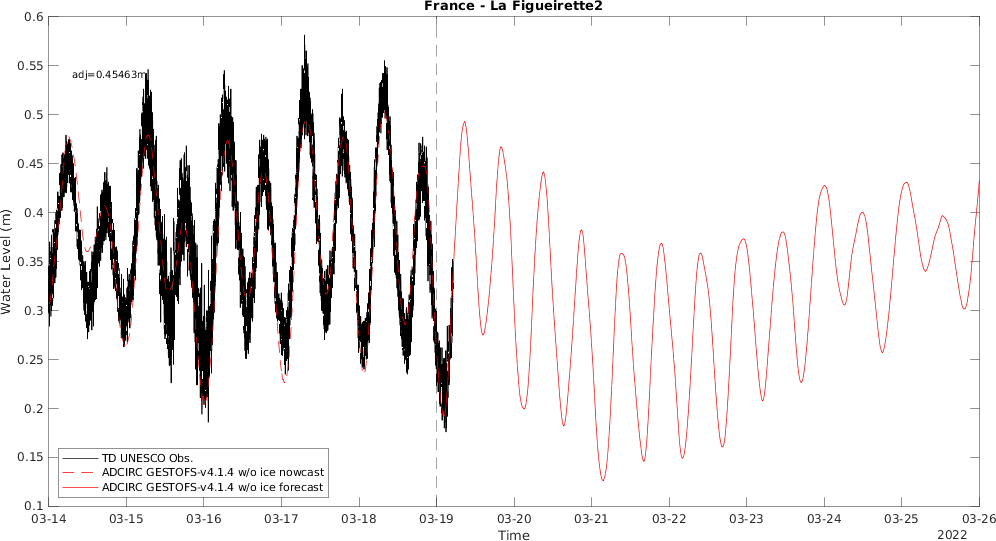 France - La Figueirette2
0.6
0.55
0.5
0.45
0.4
0.35
0.3
0.25
0.2
0.15
0.1
Water Level (m)
adj=0.45463m
TD UNESCO Obs.
ADCIRC GESTOFS-v4.1.4 w/o ice nowcast
ADCIRC GESTOFS-v4.1.4 w/o ice forecast
03-14 03-15 03-16 03-17 03-18 03-19 03-20 03-21 03-22 03-23 03-24 03-25 03-26
Time
2022